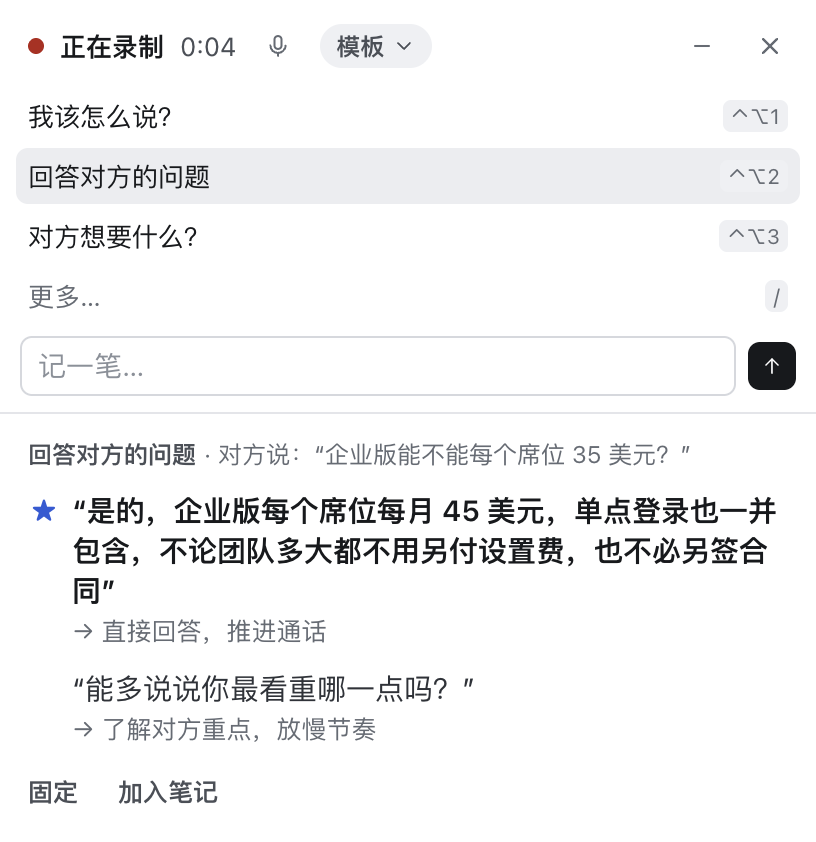 正在录制 0:04 模板
我该怎么说? ^⌥1
回答对方的问题 ^⌥2
对方想要什么? ^⌥3
更多... /
记一笔...
回答对方的问题 · 对方说：“企业版能不能每个席位 35 美元？”
“是的，企业版每个席位每月 45 美元，单点登录也一并
包含，不论团队多大都不用另付设置费，也不必另签合
同”
→ 直接回答，推进通话
“能多说说你最看重哪一点吗？”
→ 了解对方重点，放慢节奏
固定 加入笔记